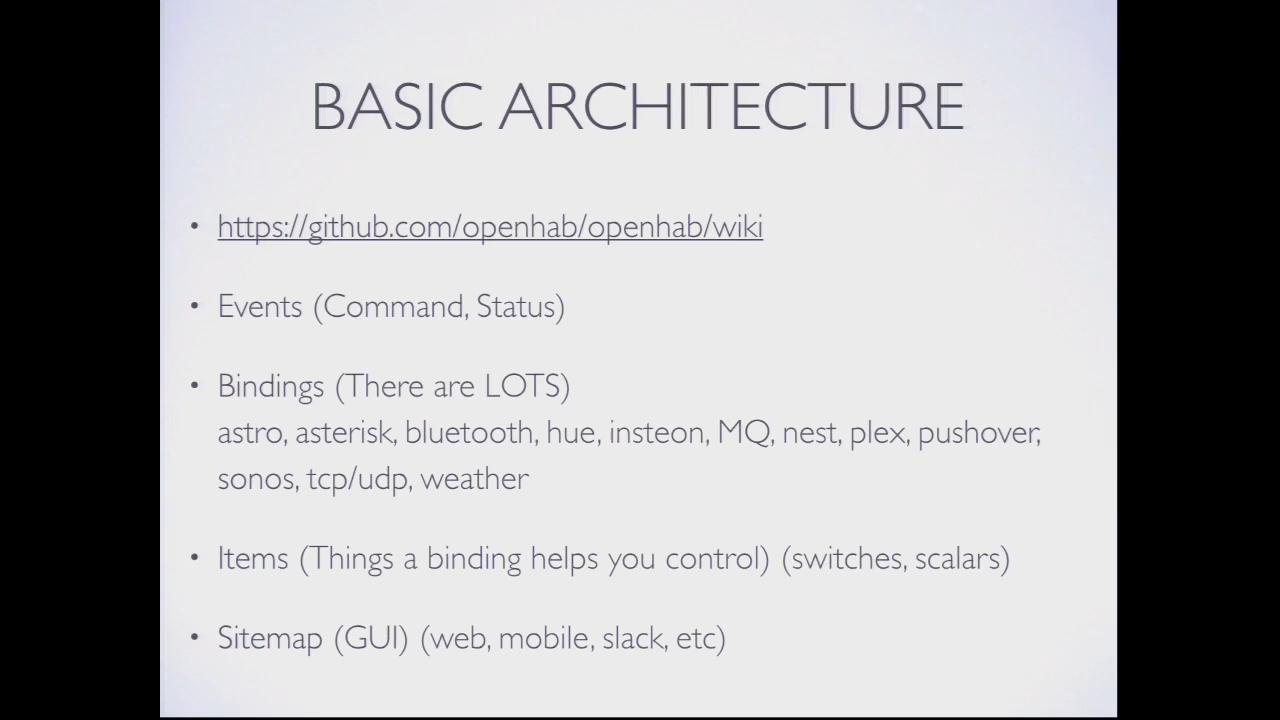 BASIC ARCHITECTURE
• https://github.com/openhab/openhab/wiki
• Events (Command, Status)
• Bindings (There are LOTS)
astro, asterisk, bluetooth, hue, insteon, MQ, nest, plex, pushover,
sonos, tcp/udp, weather
• Items (Things a binding helps you control) (switches, scalars)
• Sitemap (GUI) (web, mobile, slack, etc)